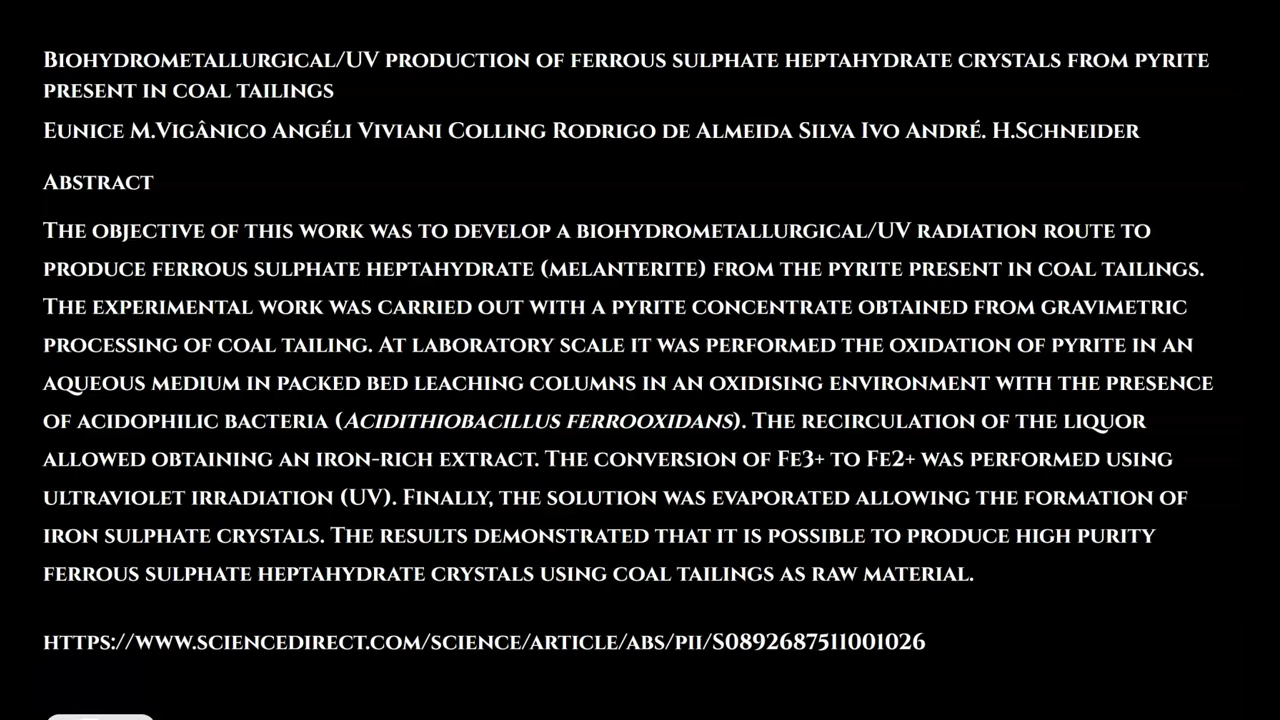 Biohydrometallurgical/UV production of ferrous sulphate heptahydrate crystals from pyrite
present in coal tailings
Eunice M.Vigânico Angéli Viviani Colling Rodrigo de Almeida Silva Ivo André. H.Schneider
Abstract
The objective of this work was to develop a biohydrometallurgical/UV radiation route to
produce ferrous sulphate heptahydrate (melanterite) from the pyrite present in coal tailings.
The experimental work was carried out with a pyrite concentrate obtained from gravimetric
processing of coal tailing. At laboratory scale it was performed the oxidation of pyrite in an
aqueous medium in packed bed leaching columns in an oxidising environment with the presence
of acidophilic bacteria (Acidithiobacillus ferrooxidans). The recirculation of the liquor
allowed obtaining an iron-rich extract. The conversion of Fe3+ to Fe2+ was performed using
ultraviolet irradiation (UV). Finally, the solution was evaporated allowing the formation of
iron sulphate crystals. The results demonstrated that it is possible to produce high purity
ferrous sulphate heptahydrate crystals using coal tailings as raw material.
https://www.sciencedirect.com/science/article/abs/pii/S0892687511001026